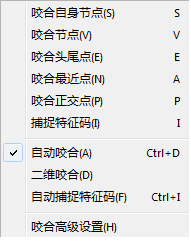 咬合自身节点(S) S
咬合节点(V) V
咬合头尾点(E) E
咬合最近点(N) A
咬合正交点(P) P
捕捉特征码(I) I
自动咬合(A) Ctrl+D
二维咬合(D)
自动捕捉特征码(F) Ctrl+I
咬合高级设置(H)